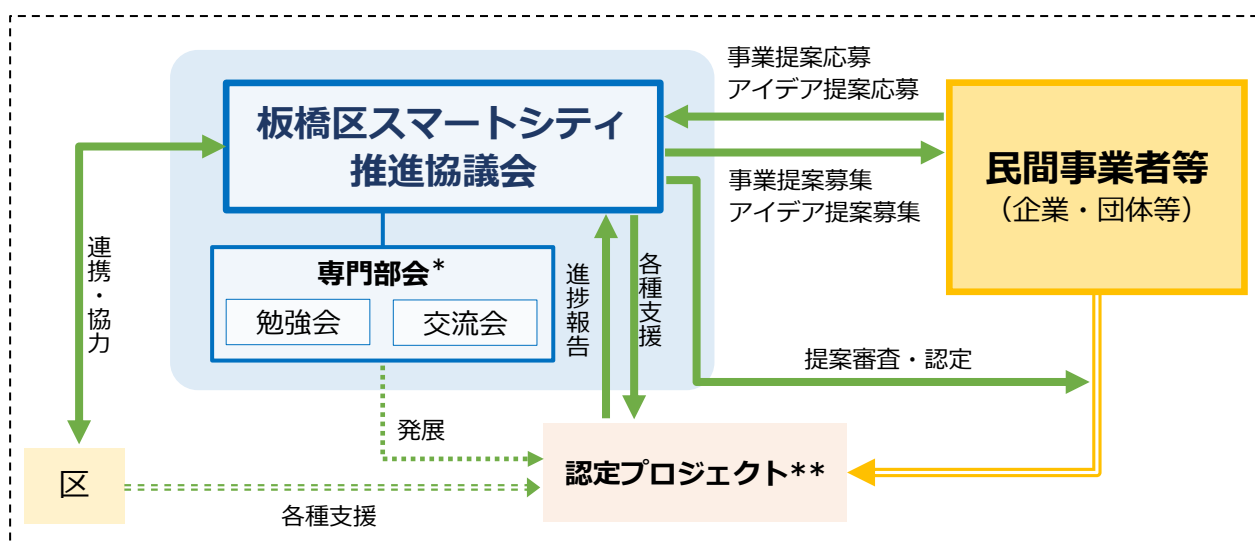 事業提案応募
アイデア提案応募
板橋区スマートシティ
推進協議会
民間事業者等
（企業・団体等）
事業提案募集
アイデア提案募集
連携・協力
専門部会*
勉強会
交流会
進捗報告
各種支援
提案審査・認定
発展
認定プロジェクト**
区
各種支援